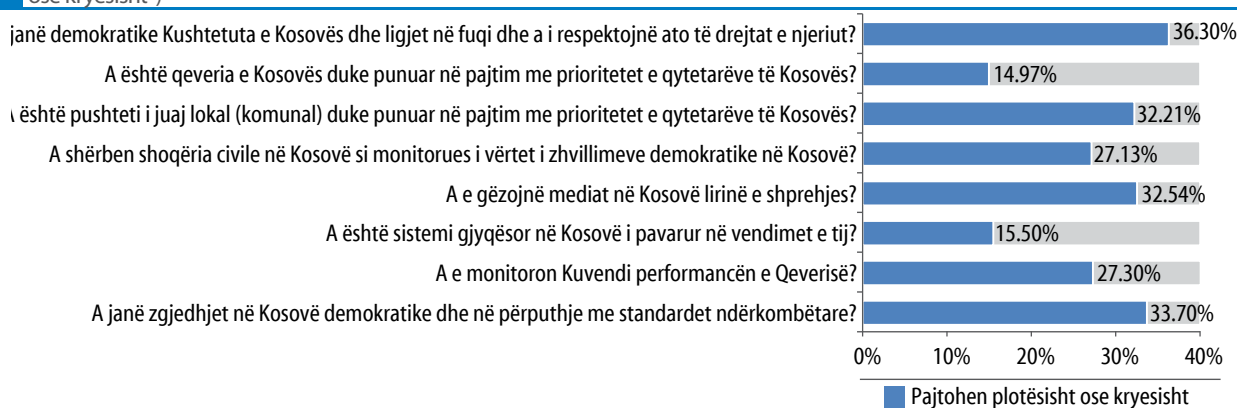 ose kryesisht")
janë demokratike Kushtetuta e Kosovës dhe ligjet në fuqi dhe a i respektojnë ato të drejtat e njeriut? 36.30%
A është qeveria e Kosovës duke punuar në pajtim me prioritetet e qytetarëve të Kosovës? 14.97%
është pushteti i juaj lokal (komunal) duke punuar në pajtim me prioritetet e qytetarëve të Kosovës? 32.21%
A shërben shoqëria civile në Kosovë si monitorues i vërtet i zhvillimeve demokratike në Kosovë? 27.13%
A e gëzojnë mediat në Kosovë lirinë e shprehjes? 32.54%
A është sistemi gjyqësor në Kosovë i pavarur në vendimet e tij? 15.50%
A e monitoron Kuvendi performancën e Qeverisë? 27.30%
A janë zgjedhjet në Kosovë demokratike dhe në përputhje me standardet ndërkombëtare? 33.70%
0% 10% 20% 30% 40%
Pajtohen plotësisht ose kryesisht